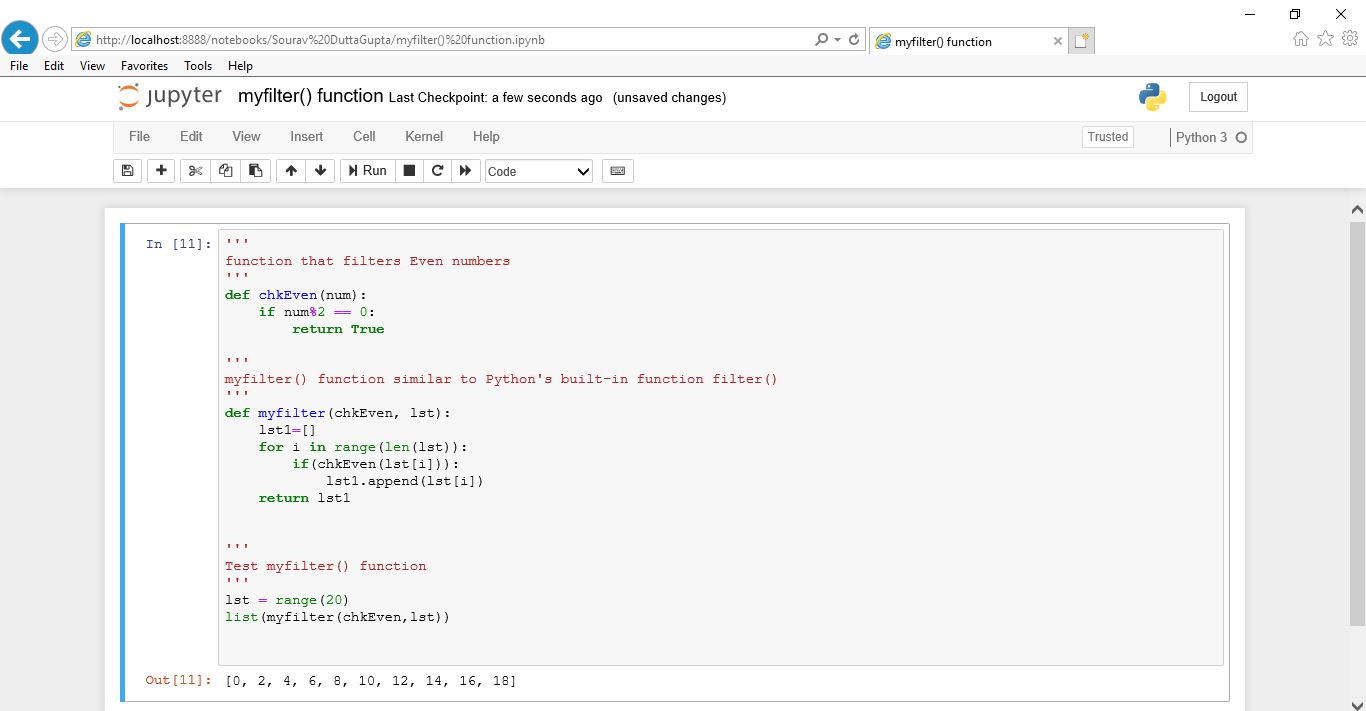 http://localhost:8888/notebooks/Sourav%20DuttaGupta/myfilter()%20function.ipynb
myfilter() function
File Edit View Favorites Tools Help
jupyter myfilter() function Last Checkpoint: a few seconds ago (unsaved changes)
Logout
File Edit View Insert Cell Kernel Help
Trusted
Python 3
Run
Code
In [11]:
'''
function that filters Even numbers
'''
def chkEven(num):
    if num%2 == 0:
        return True
'''
myfilter() function similar to Python's built-in function filter()
'''
def myfilter(chkEven, lst):
    lst1=[]
    for i in range(len(lst)):
        if(chkEven(lst[i])):
            lst1.append(lst[i])
    return lst1
'''
Test myfilter() function
'''
lst = range(20)
list(myfilter(chkEven,lst))
Out[11]: [0, 2, 4, 6, 8, 10, 12, 14, 16, 18]